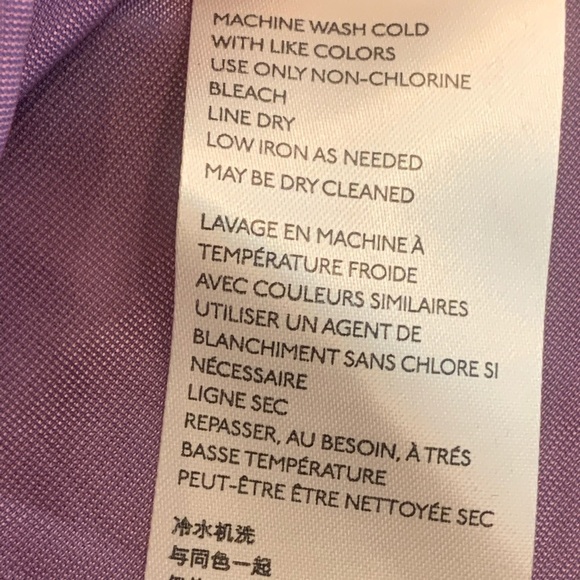 MACHINE WASH COLD
WITH LIKE COLORS
USE ONLY NON-CHLORINE
BLEACH
LINE DRY
LOW IRON AS NEEDED
MAY BE DRY CLEANED
LAVAGE EN MACHINE À
TEMPÉRATURE FROIDE
AVEC COULEURS SIMILAIRES
UTILISER UN AGENT DE
BLANCHIMENT SANS CHLORE SI
NÉCESSAIRE
LIGNE SEC
REPASSER, AU BESOIN, À TRÉS
BASSE TEMPÉRATURE
PEUT-ÊTRE ÊTRE NETTOYÉE SEC
冷水机洗
与同色一起